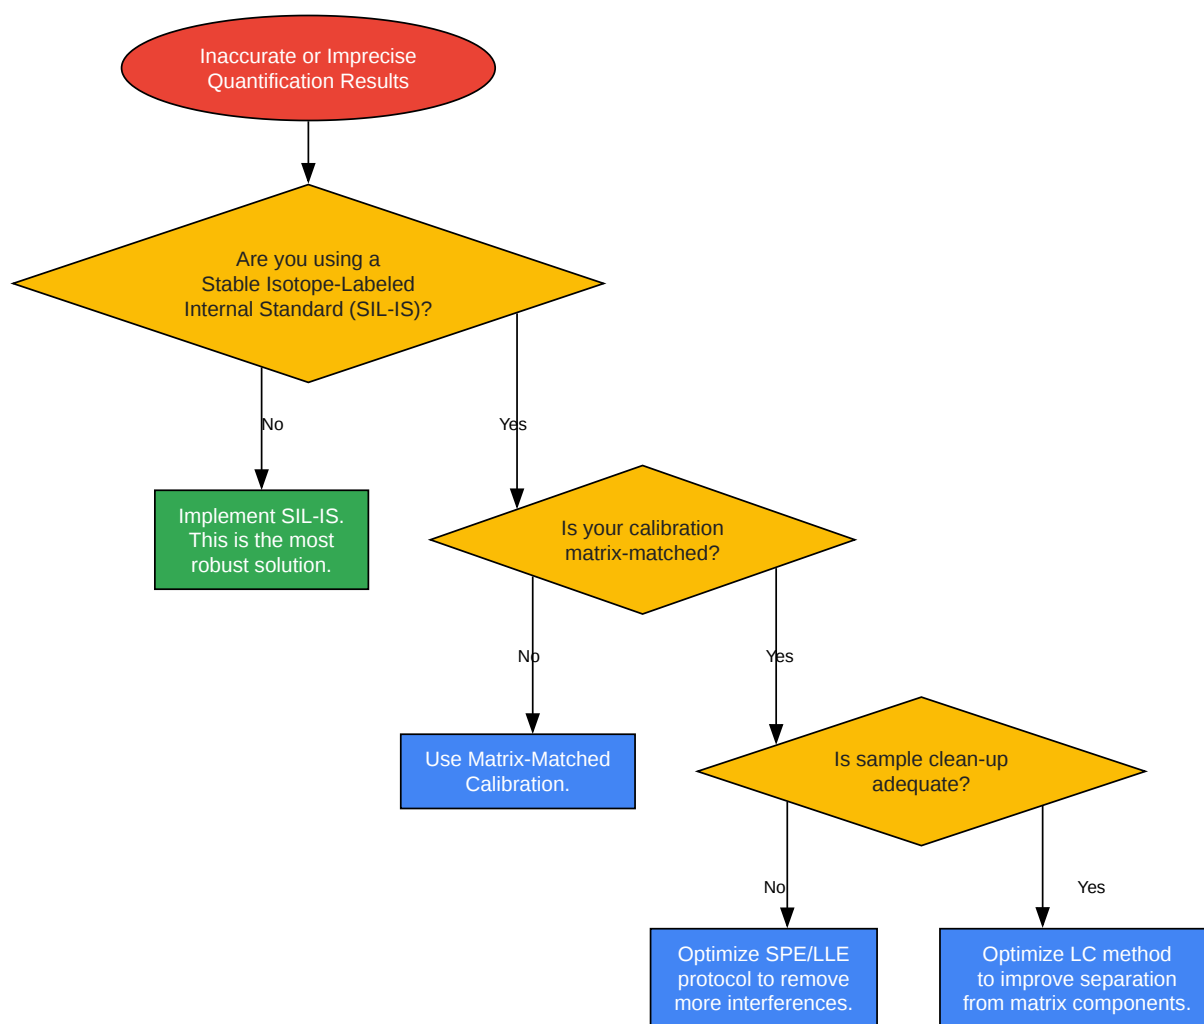 Inaccurate or Imprecise
Quantification Results
Are you using a
Stable Isotope-Labeled
Internal Standard (SIL-IS)?
No
Yes
Implement SIL-IS.
This is the most
robust solution.
Is your calibration
matrix-matched?
No
Yes
Use Matrix-Matched
Calibration.
Is sample clean-up
adequate?
No
Yes
Optimize SPE/LLE
protocol to remove
more interferences.
Optimize LC method
to improve separation
from matrix components.